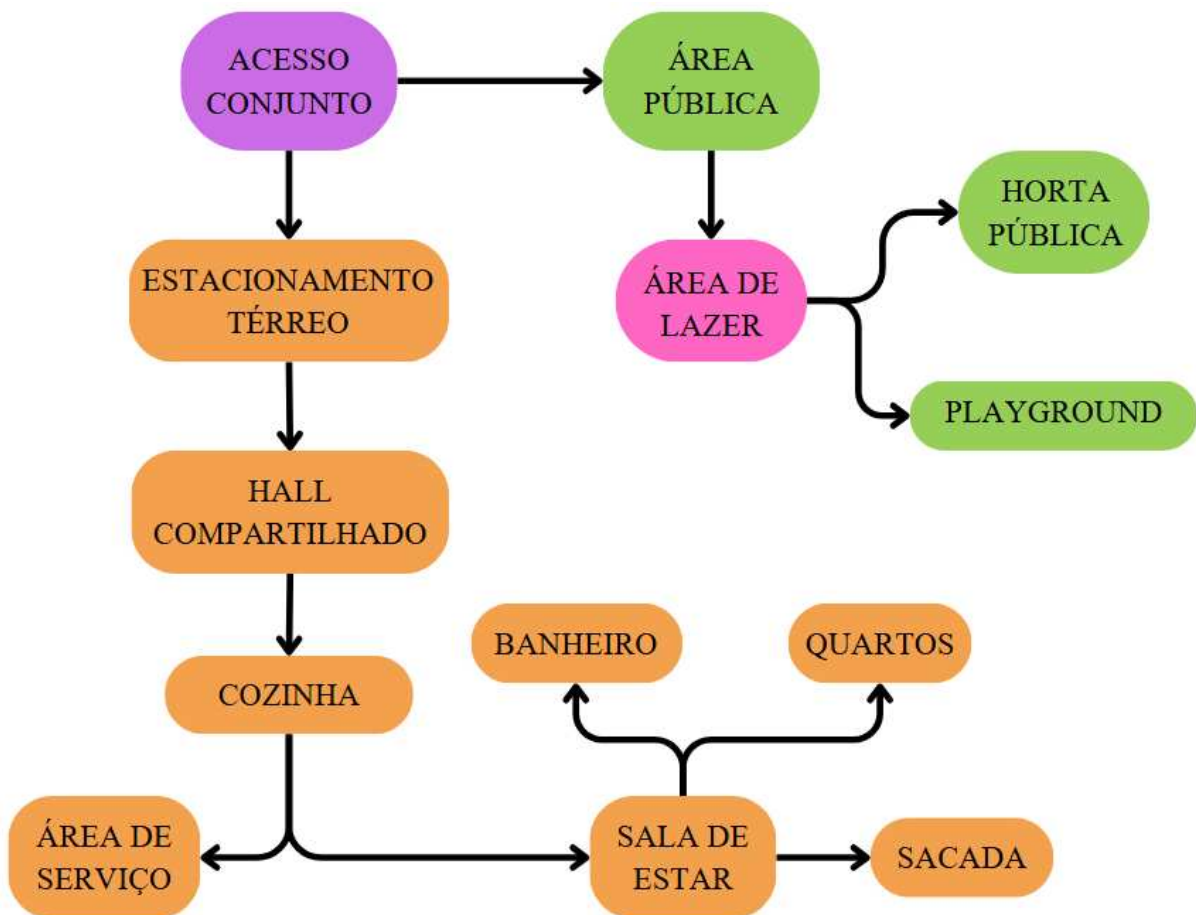 ACESSO
CONJUNTO
ÁREA
PÚBLICA
HORTA
PÚBLICA
ESTACIONAMENTO
TÉRREO
ÁREA DE
LAZER
PLAYGROUND
HALL
COMPARTILHADO
BANHEIRO
QUARTOS
COZINHA
ÁREA DE
SERVIÇO
SALA DE
ESTAR
SACADA